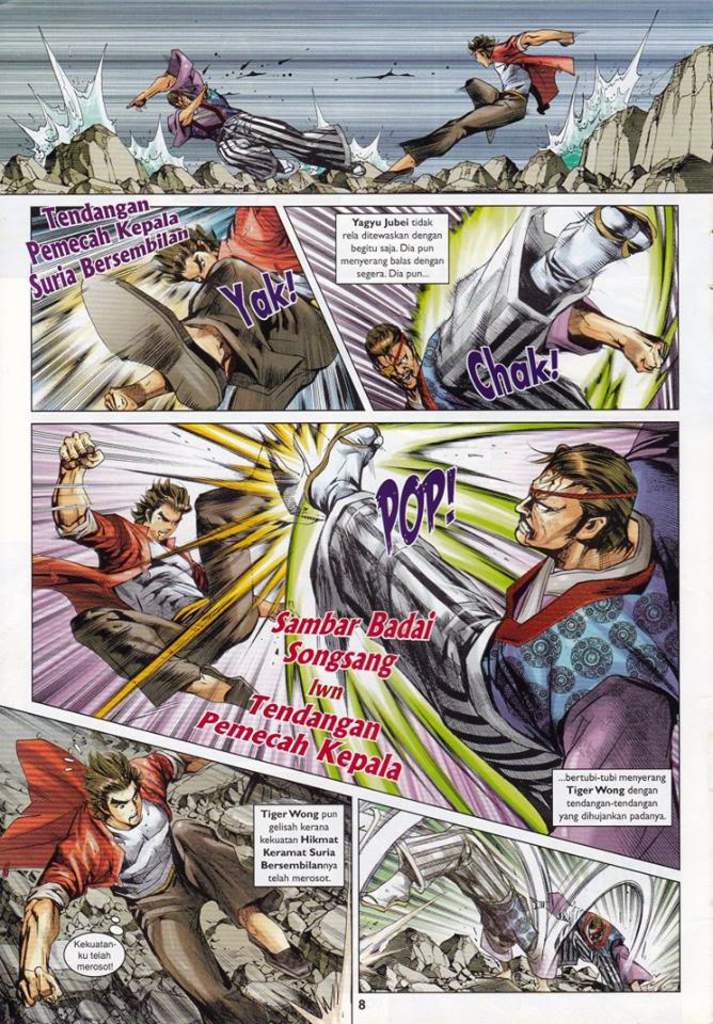 Tendangan
Pemecah Kepala
Suria Bersembilan
Yak!
Yagyu Jubei tidak
rela ditewaskan dengan
begitu saja. Dia pun
menyerang balas dengan
segera. Dia pun...
Chak!
POP!
Sambar Badai
Songsang
lwn
Tendangan
Pemecah Kepala
...bertubi-tubi menyerang
Tiger Wong dengan
tendangan-tendangan
yang dihujankan padanya.
Tiger Wong pun
gelisah kerana
kekuatan Hikmat
Keramat Suria
Bersembilannya
telah merosot.
Kekuatan-
ku telah
merosot!
8